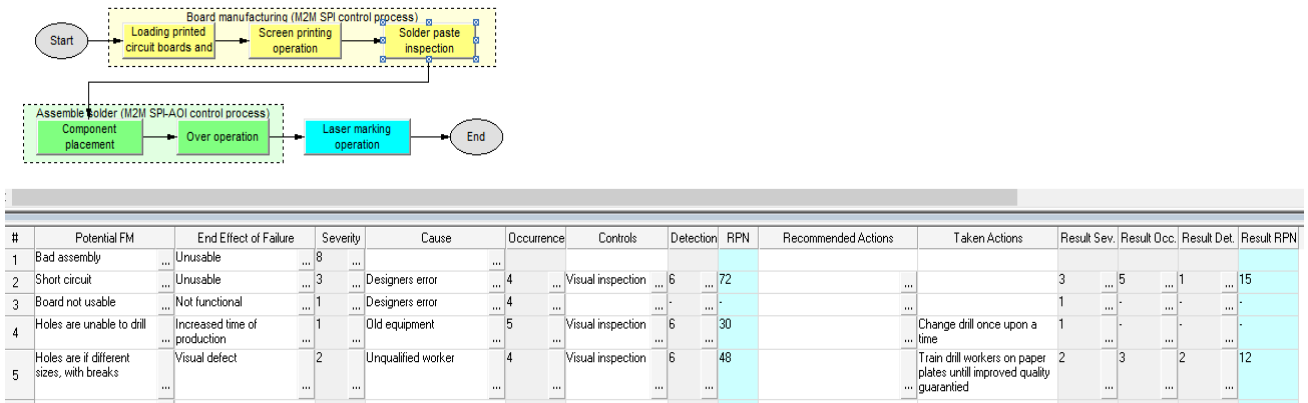 Board manufacturing (M2M SPI control process)
Start
Loading printed
circuit boards and
Screen printing
operation
Solder paste
inspection
Assemble solder (M2M SPI-AOI control process)
Component
placement
Over operation
Laser marking
operation
End
# Potential FM End Effect of Failure Severity Cause Occurrence Controls Detection RPN Recommended Actions Taken Actions Result Sev. Result Occ. Result Det. Result RPN
1 Bad assembly ... Unusable ... 8 ... ...
2 Short circuit ... Unusable ... 3 ... Designers error ... 4 ... Visual inspection ... 6 ... 72 ... 3 ... 5 ... 1 ... 15
3 Board not usable ... Not functional ... 1 ... Designers error ... 4 ... ... - ... - ... 1 ... - ... - ... -
4 Holes are unable to drill ... Increased time of
production ... 1 ... Old equipment ... 5 ... Visual inspection ... 6 ... 30 ... Change drill once upon a
time 1 ... - ... - ... -
5 Holes are if different
sizes, with breaks ... Visual defect ... 2 ... Unqualified worker ... 4 ... Visual inspection ... 6 ... 48 ... Train drill workers on paper
plates untill improved quality
guarantied 2 ... 3 ... 2 ... 12